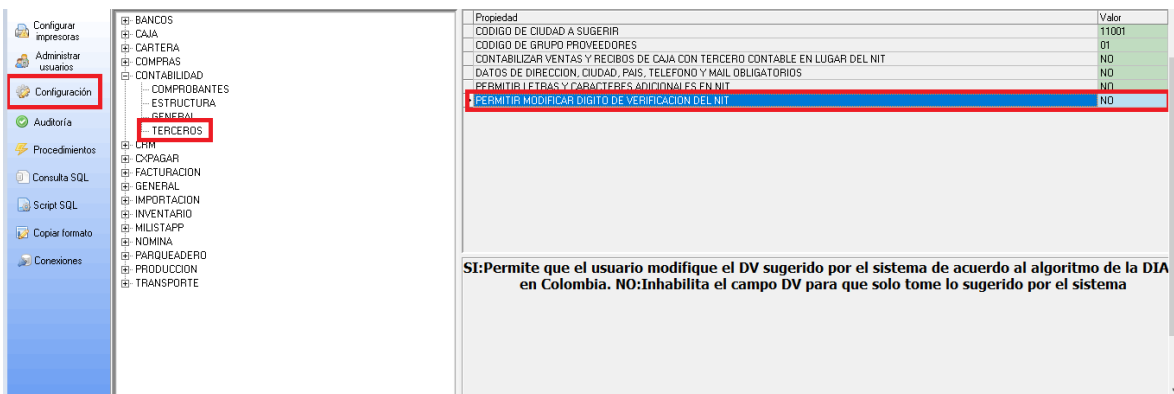 Configurar
impresoras
Administrar
usuarios
Configuración
Auditoría
Procedimientos
Consulta SQL
Script SQL
Copiar formato
Conexiones
BANCOS
CAJA
CARTERA
COMPRAS
CONTABILIDAD
COMPROBANTES
ESTRUCTURA
GENERAL
TERCEROS
CRM
CXPAGAR
FACTURACION
GENERAL
IMPORTACION
INVENTARIO
MILISTAPP
NOMINA
PARQUEADERO
PRODUCCION
TRANSPORTE
Propiedad Valor
CODIGO DE CIUDAD A SUGERIR 11001
CODIGO DE GRUPO PROVEEDORES 01
CONTABILIZAR VENTAS Y RECIBOS DE CAJA CON TERCERO CONTABLE EN LUGAR DEL NIT NO
DATOS DE DIRECCION, CIUDAD, PAIS, TELEFONO Y MAIL OBLIGATORIOS NO
PERMITIR LETRAS Y CARACTERES ADICIONALES EN NIT NO
PERMITIR MODIFICAR DIGITO DE VERIFICACION DEL NIT NO
SI:Permite que el usuario modifique el DV sugerido por el sistema de acuerdo al algoritmo de la DIA
en Colombia. NO:Inhabilita el campo DV para que solo tome lo sugerido por el sistema